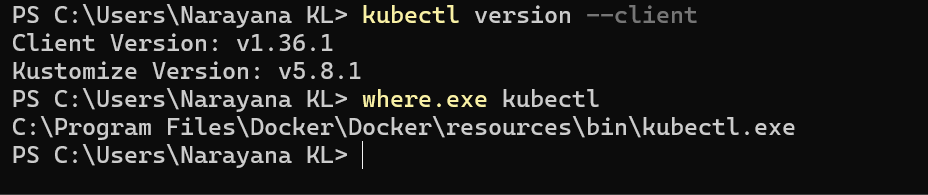 PS C:\Users\Narayana KL> kubectl version --client
Client Version: v1.36.1
Kustomize Version: v5.8.1
PS C:\Users\Narayana KL> where.exe kubectl
C:\Program Files\Docker\Docker\resources\bin\kubectl.exe
PS C:\Users\Narayana KL>